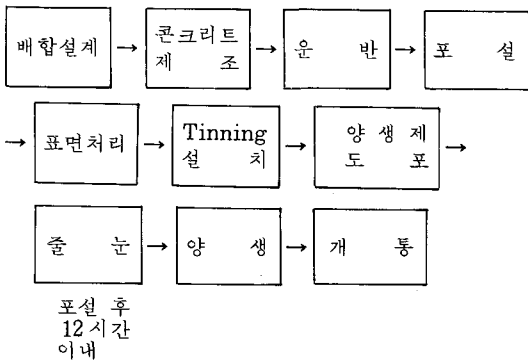 배합설계 → 콘크리트 제조 → 운반 → 포설
→ 표면처리 → Tinning 설치 → 양생제 도포 →
줄눈 → 양생 → 개통
포설 후
12시간
이내